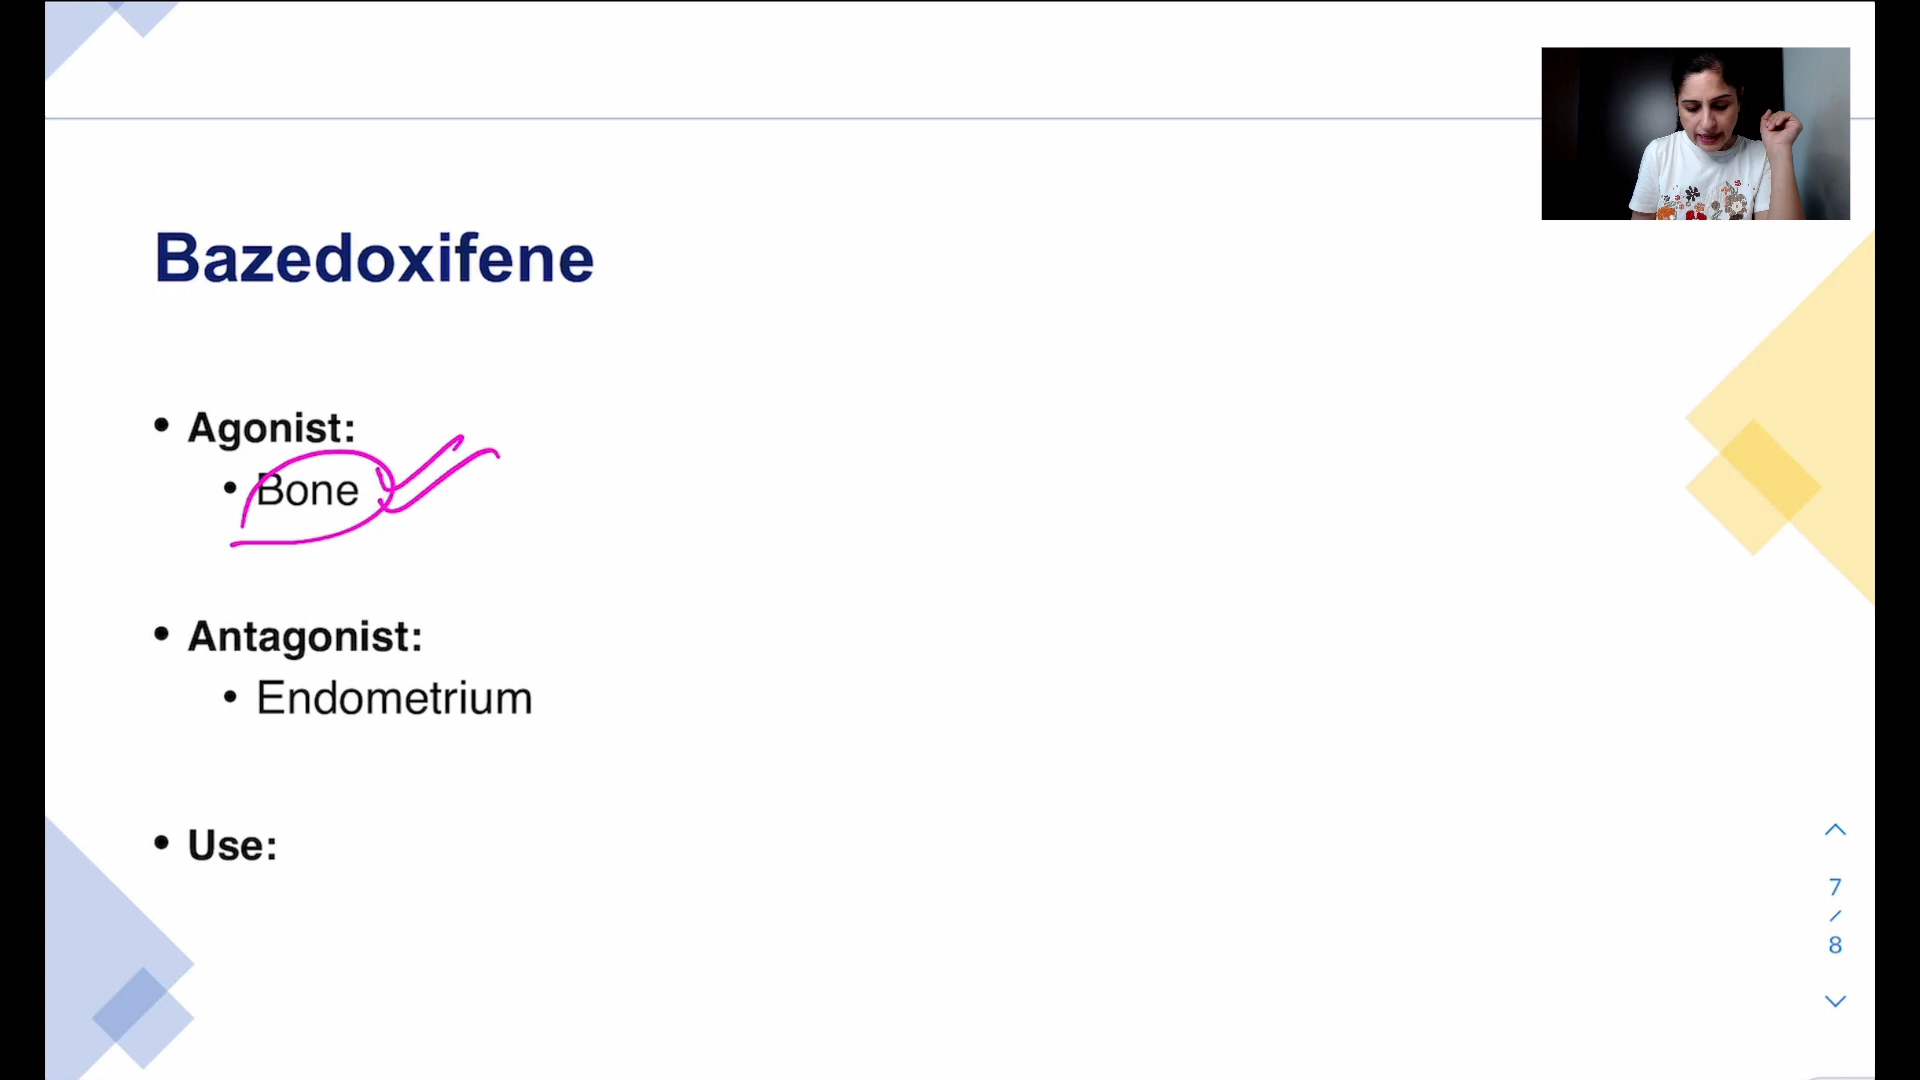 Bazedoxifene
• Agonist:
• Bone
• Antagonist:
• Endometrium
• Use:
7
/
8